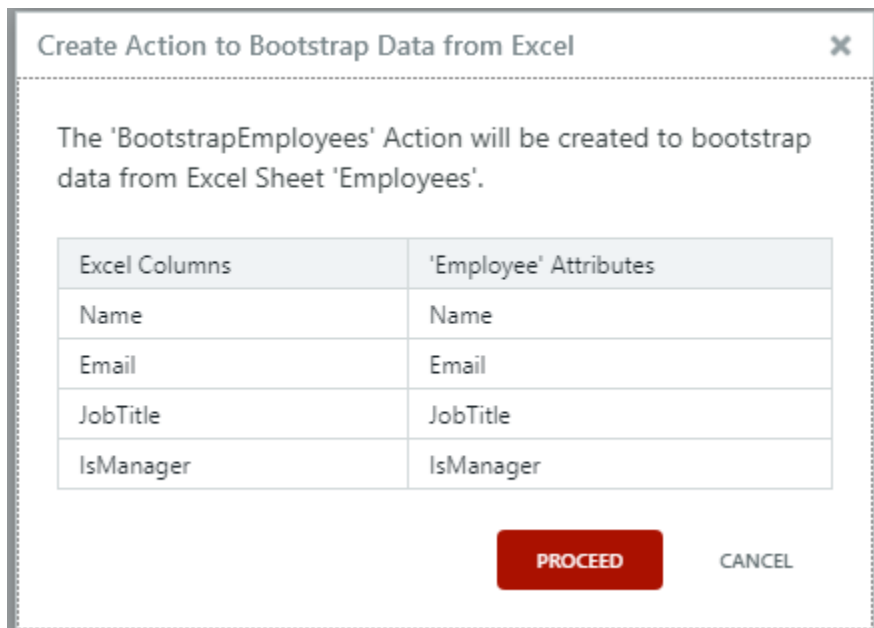 Create Action to Bootstrap Data from Excel
The 'BootstrapEmployees' Action will be created to bootstrap
data from Excel Sheet 'Employees'.
Excel Columns 'Employee' Attributes
Name Name
Email Email
JobTitle JobTitle
IsManager IsManager
PROCEED CANCEL